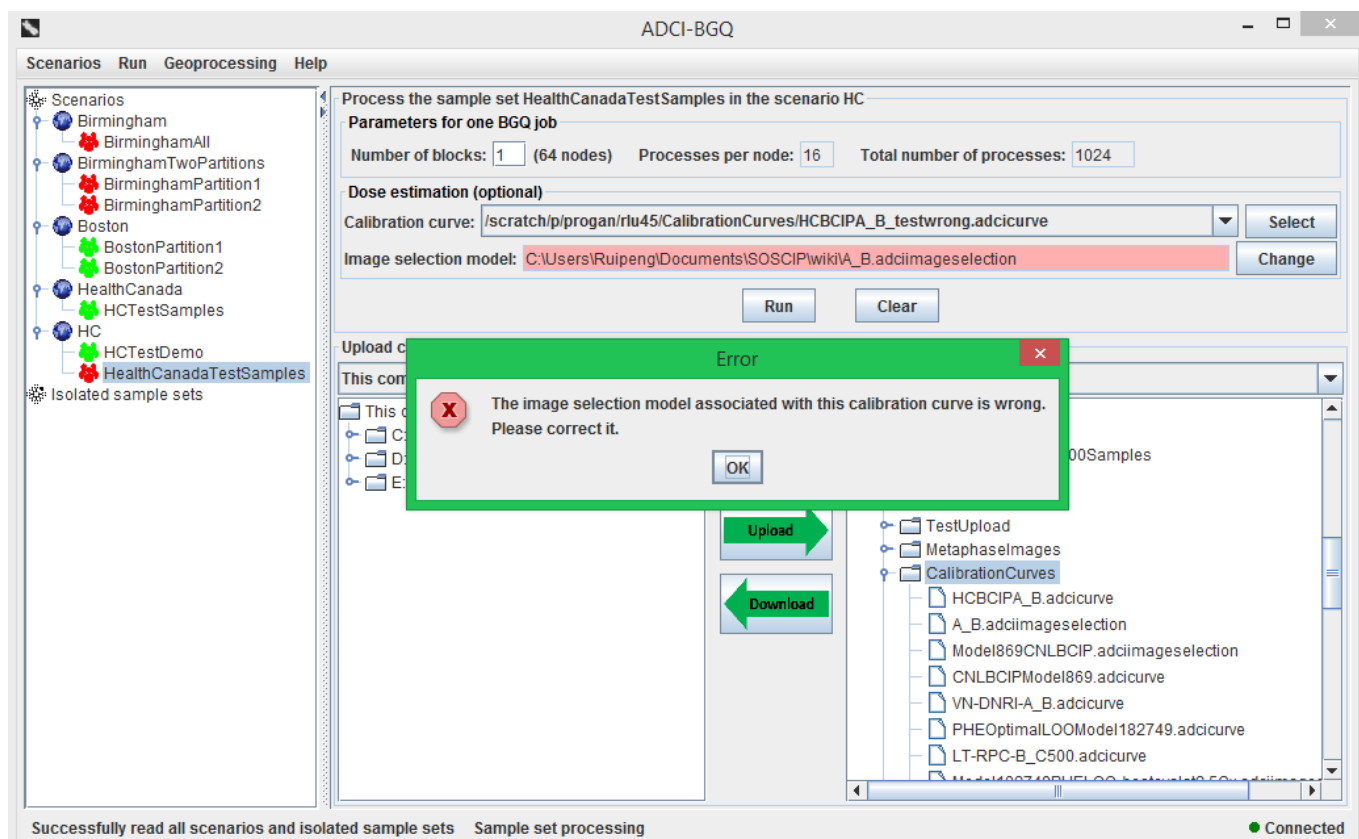 ADCI-BGQ
Scenarios Run Geoprocessing Help
Scenarios
Birmingham
BirminghamAll
BirminghamTwoPartitions
BirminghamPartition1
BirminghamPartition2
Boston
BostonPartition1
BostonPartition2
HealthCanada
HCTestSamples
HC
HCTestDemo
HealthCanadaTestSamples
Isolated sample sets
Process the sample set HealthCanadaTestSamples in the scenario HC
Parameters for one BGQ job
Number of blocks: 1 (64 nodes) Processes per node: 16 Total number of processes: 1024
Dose estimation (optional)
Calibration curve: /scratch/p/progan/rlu45/CalibrationCurves/HCBCIPA_B_testwrong.adcicurve Select
Image selection model: C:\Users\Ruipeng\Documents\SOSCIP\wiki\A_B.adciimageselection Change
Run Clear
Upload c
This com
This c
C:
D:
E:
Error
The image selection model associated with this calibration curve is wrong.
Please correct it.
OK
Upload
Download
00Samples
TestUpload
MetaphaseImages
CalibrationCurves
HCBCIPA_B.adcicurve
A_B.adciimageselection
Model869CNLBCIP.adciimageselection
CNLBCIPModel869.adcicurve
VN-DNRI-A_B.adcicurve
PHEOptimalLOOModel182749.adcicurve
LT-RPC-B_C500.adcicurve
Successfully read all scenarios and isolated sample sets Sample set processing Connected